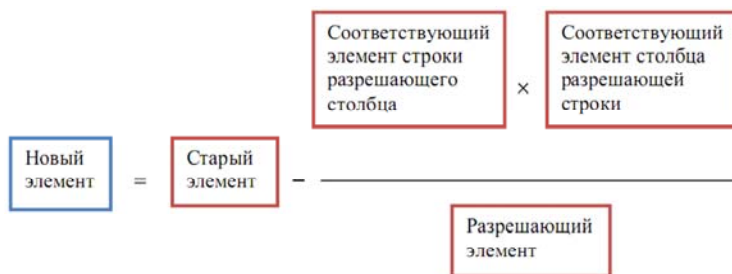 Соответствующий
элемент строки
разрешающего
столбца
×
Соответствующий
элемент столбца
разрешающей
строки
Новый
элемент
=
Старый
элемент
−
Разрешающий
элемент